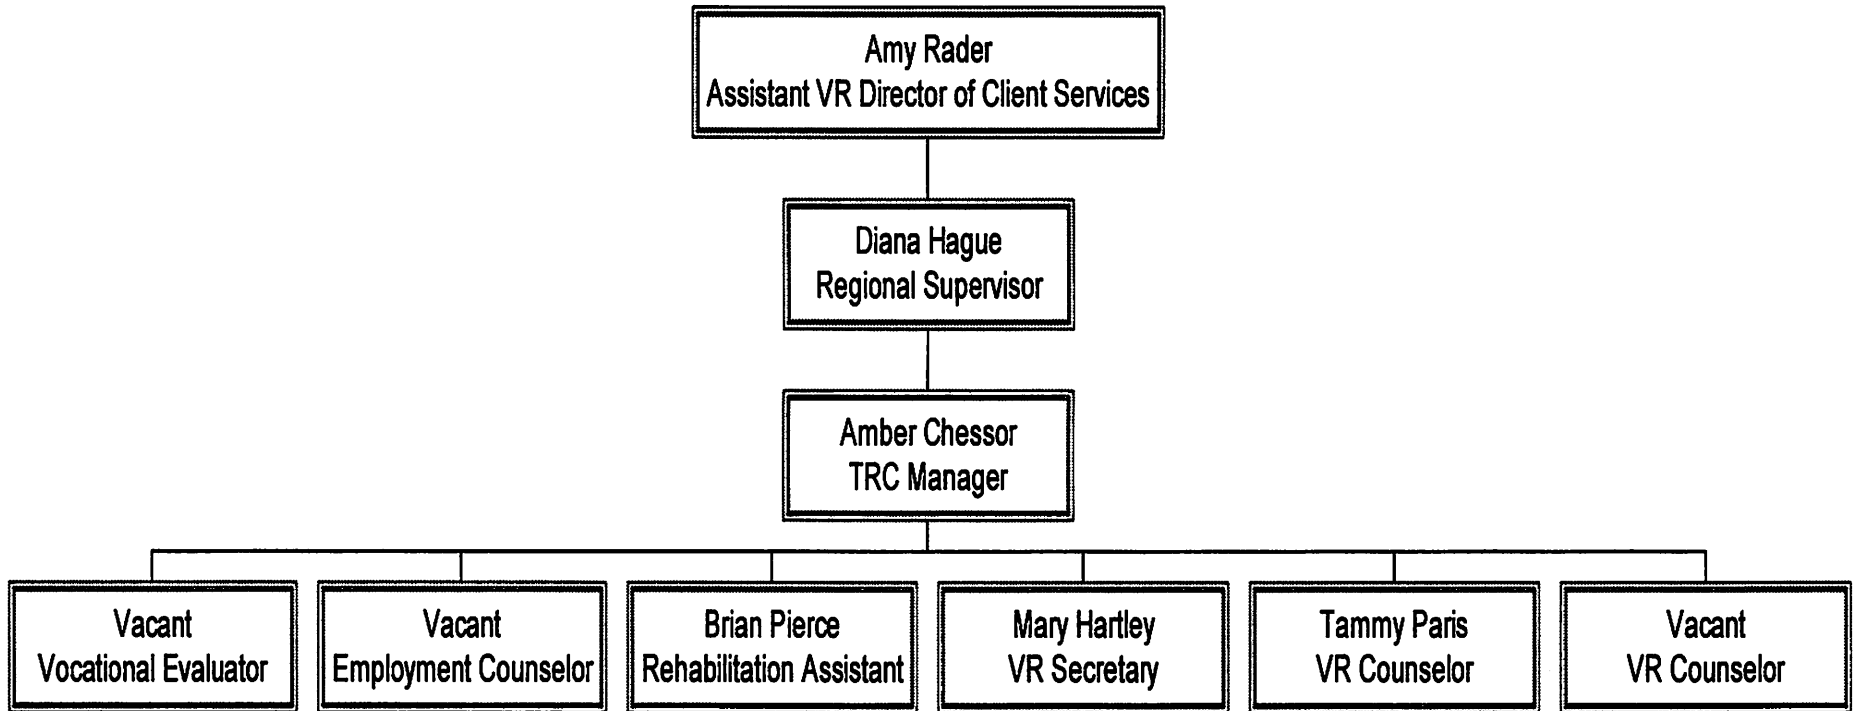 Amy Rader
Assistant VR Director of Client Services
Diana Hague
Regional Supervisor
Amber Chessor
TRC Manager
Vacant
Vocational Evaluator
Vacant
Employment Counselor
Brian Pierce
Rehabilitation Assistant
Mary Hartley
VR Secretary
Tammy Paris
VR Counselor
Vacant
VR Counselor